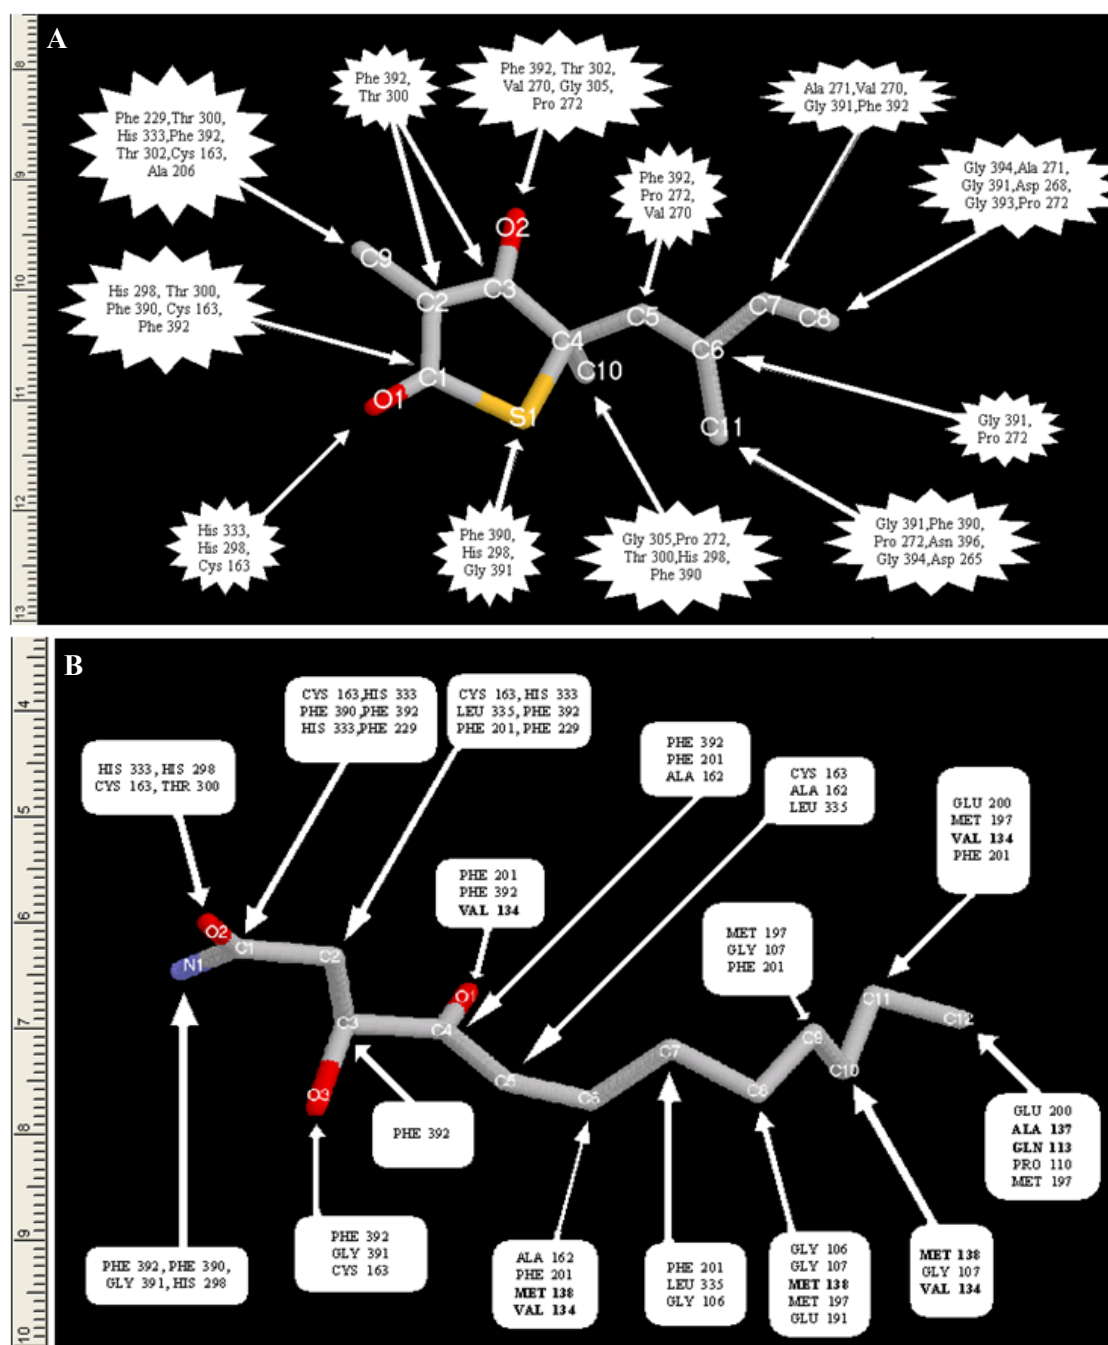 A
8
9
10
11
12
13
Phe 229,Thr 300,
His 333,Phe 392,
Thr 302,Cys 163,
Ala 206
Phe 392,
Thr 300
Phe 392, Thr 302,
Val 270, Gly 305,
Pro 272
Phe 392,
Pro 272,
Val 270
Ala 271,Val 270,
Gly 391,Phe 392
Gly 394,Ala 271,
Gly 391,Asp 268,
Gly 393,Pro 272
His 298, Thr 300,
Phe 390, Cys 163,
Phe 392
O2
C9
C2
C3
C5
C7
C8
C4
C6
C1
C10
O1
S1
C11
Gly 391,
Pro 272
His 333,
His 298,
Cys 163
Phe 390,
His 298,
Gly 391
Gly 305,Pro 272,
Thr 300,His 298,
Phe 390
Gly 391,Phe 390,
Pro 272,Asn 396,
Gly 394,Asp 265
B
4
5
6
7
8
9
10
HIS 333, HIS 298
CYS 163, THR 300
CYS 163,HIS 333
PHE 390,PHE 392
HIS 333,PHE 229
CYS 163, HIS 333
LEU 335, PHE 392
PHE 201, PHE 229
PHE 392
PHE 201
ALA 162
CYS 163
ALA 162
LEU 335
GLU 200
MET 197
VAL 134
PHE 201
PHE 201
PHE 392
VAL 134
MET 197
GLY 107
PHE 201
O2
C1
N1
C2
O1
C3
C4
O3
C5
C6
C7
C8
C9
C10
C11
C12
PHE 392
GLU 200
ALA 137
GLN 113
PRO 110
MET 197
PHE 392, PHE 390,
GLY 391, HIS 298
PHE 392
GLY 391
CYS 163
ALA 162
PHE 201
MET 138
VAL 134
PHE 201
LEU 335
GLY 106
GLY 106
GLY 107
MET 138
MET 197
GLU 191
MET 138
GLY 107
VAL 134